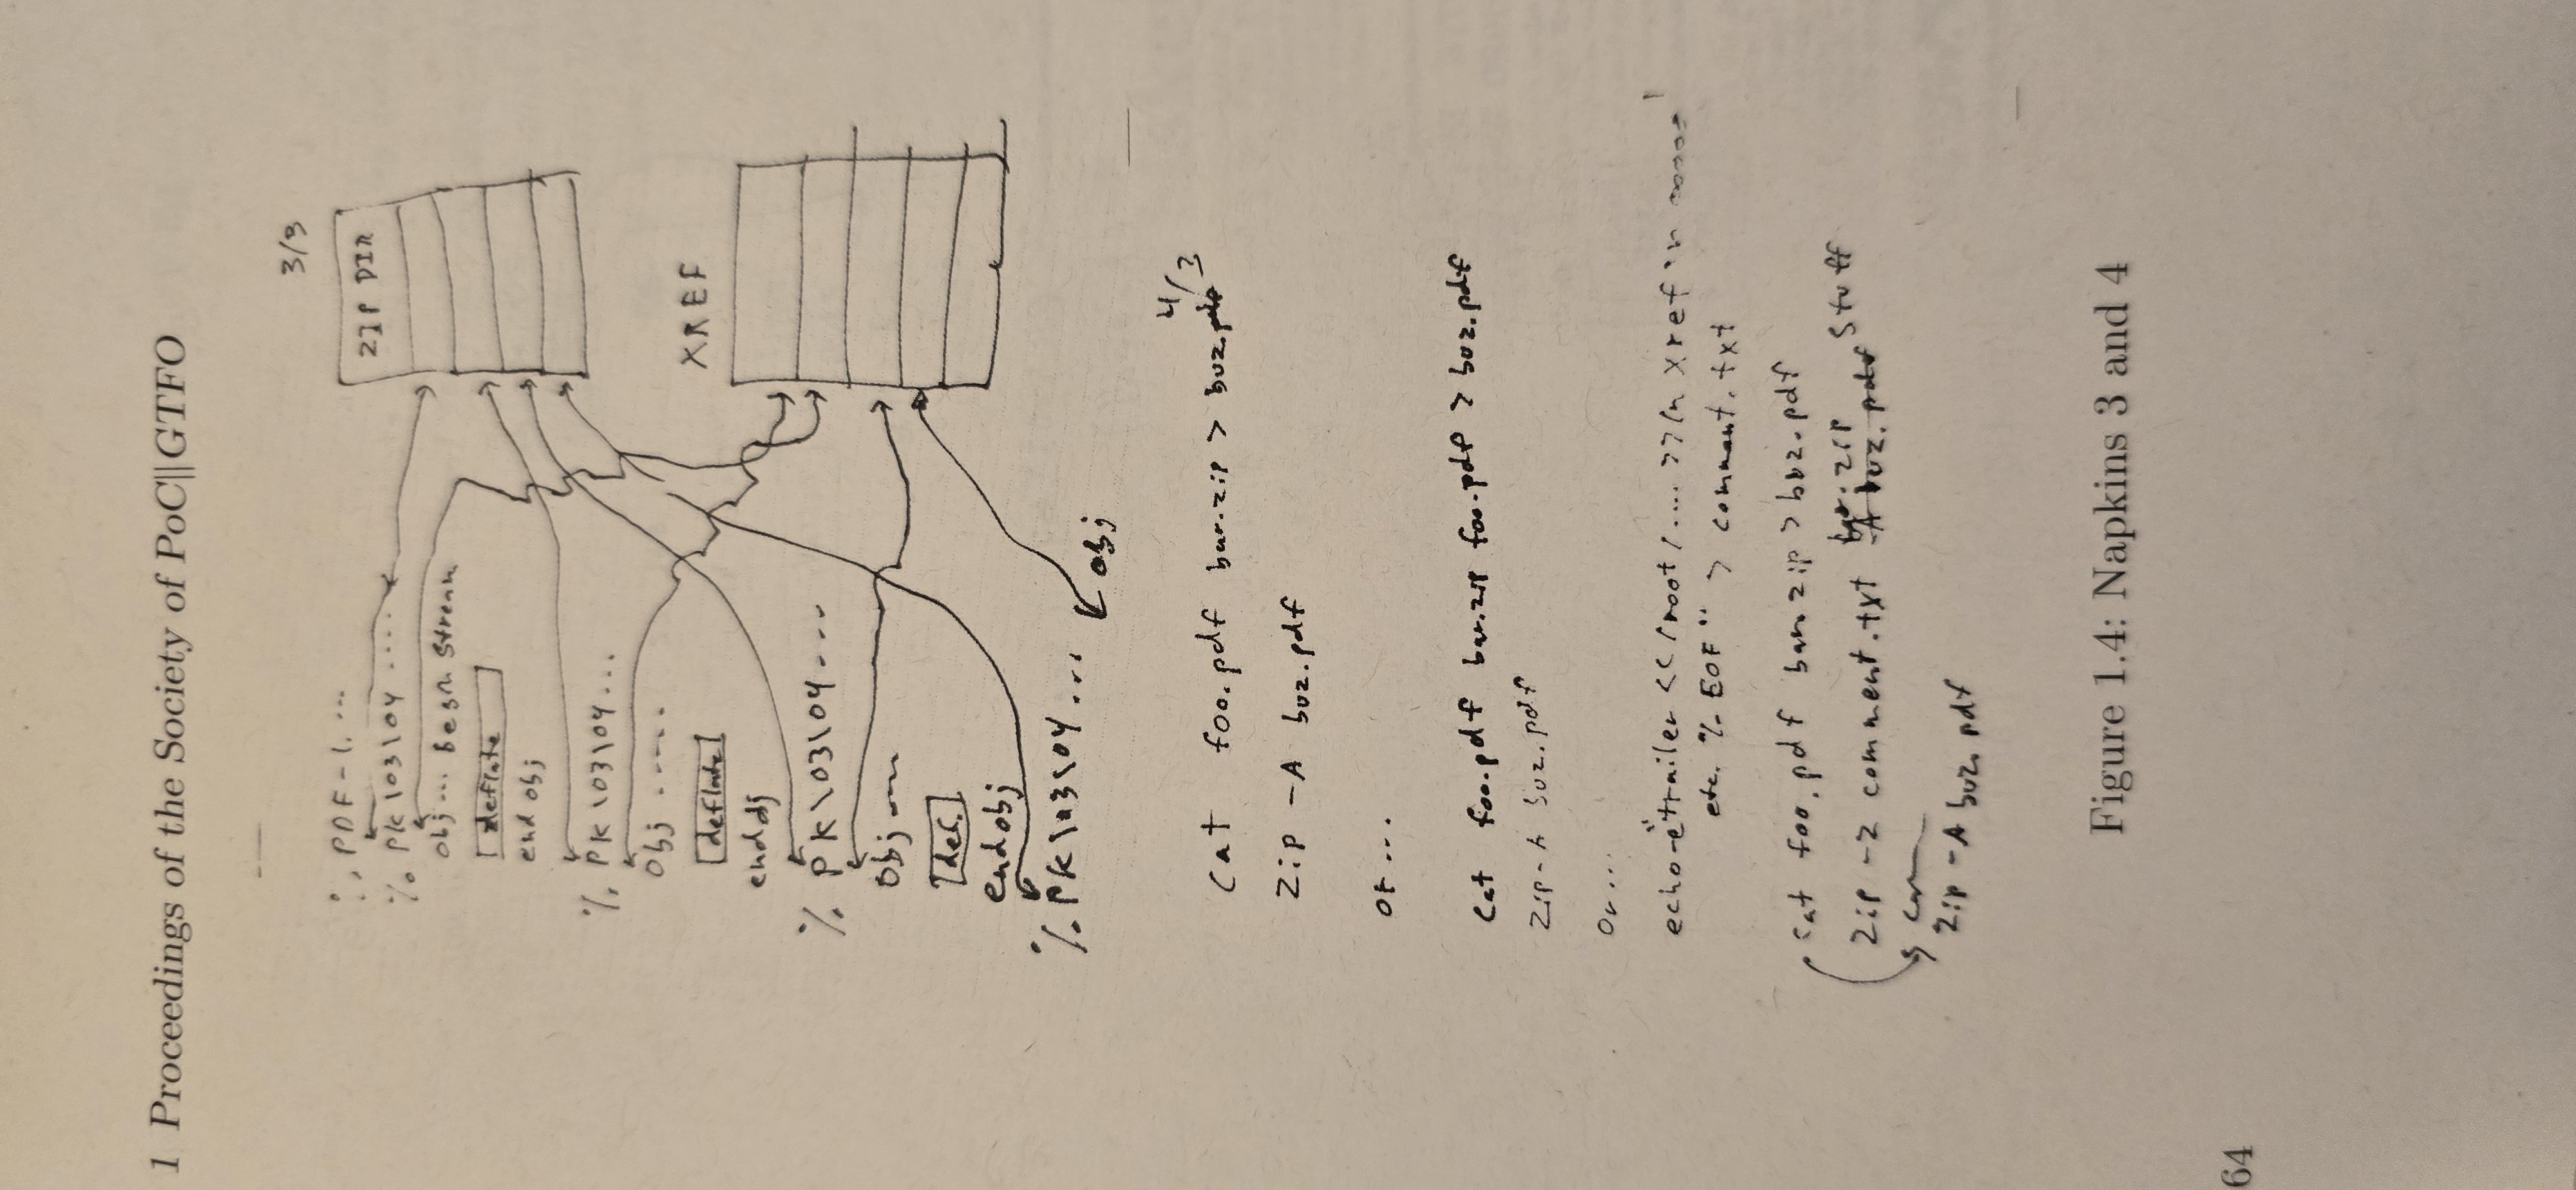 1 Proceedings of the Society of PoC||GTFO
3/3
%PDF-1....
ZIP DIR
%PK\03\04.....
obj... begin stream
deflate
endobj
XREF
%PK\03\04...
obj.....
deflate
endobj
%PK\03\04....
obj
def.
endobj
%PK\03\04... obj
4/3
cat foo.pdf bar.zip > buz.pdf
zip -A buz.pdf
or...
cat foo.pdf bar.zip foo.pdf > buz.pdf
zip -A buz.pdf
or...
echo -e "trailer <</root/....>>\n xref \n
etc. % EOF" > comment.txt
cat foo.pdf bar.zip > buz.pdf
bar.zip
zip -z comment.txt -A buz.pdf stuff
zip -A buz.pdf
Figure 1.4: Napkins 3 and 4
64